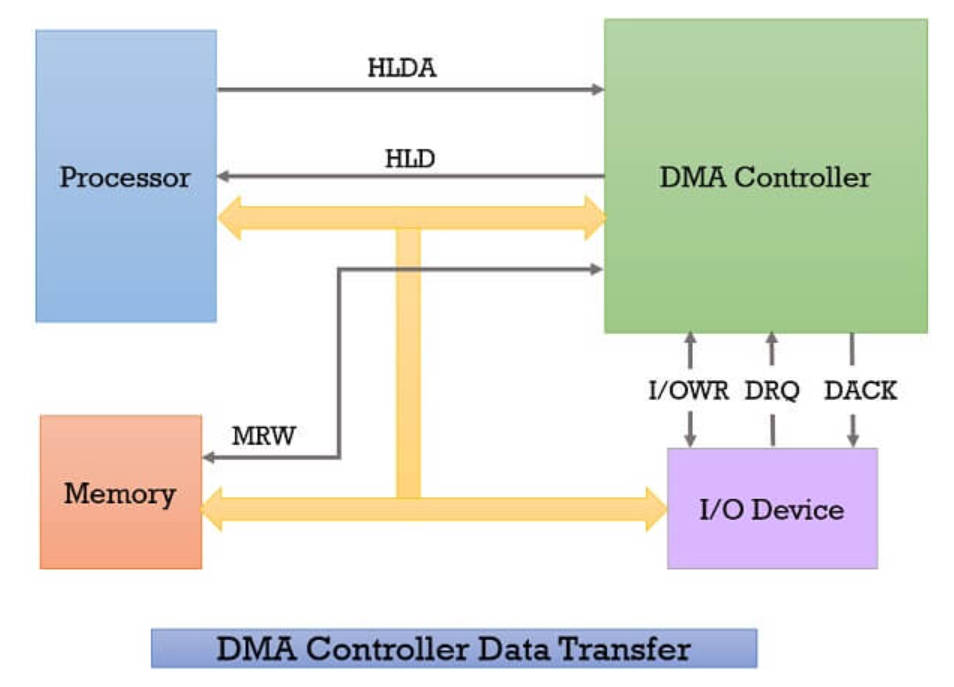 HLDA
Processor
HLD
DMA Controller
I/OWR DRQ DACK
MRW
Memory
I/O Device
DMA Controller Data Transfer